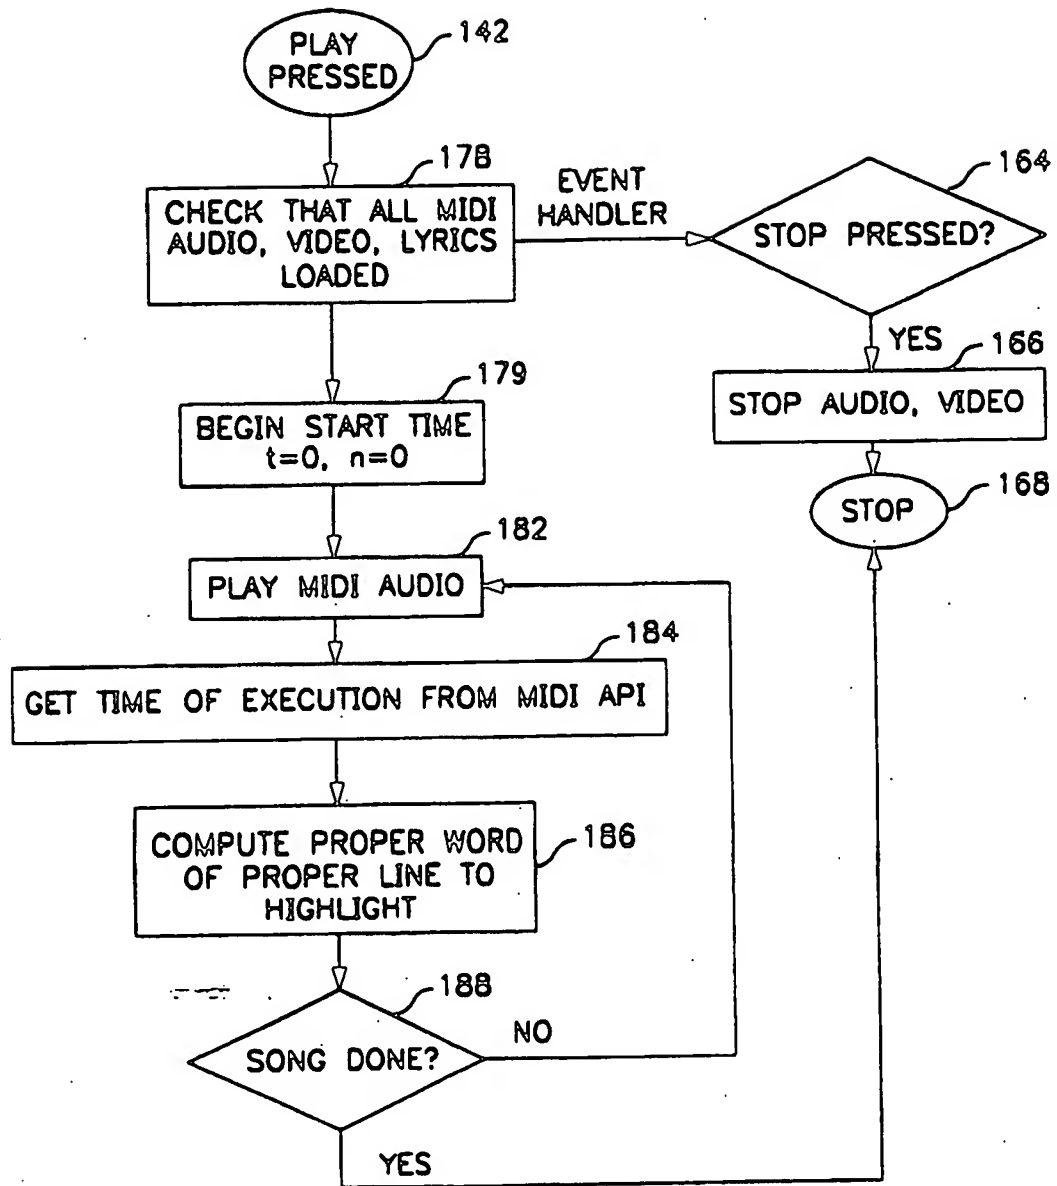 PLAY
PRESSED
142
178
CHECK THAT ALL MIDI
AUDIO, VIDEO, LYRICS
LOADED
EVENT
HANDLER
164
STOP PRESSED?
YES
166
STOP AUDIO, VIDEO
168
STOP
179
BEGIN START TIME
t=0, n=0
182
PLAY MIDI AUDIO
184
GET TIME OF EXECUTION FROM MIDI API
186
COMPUTE PROPER WORD
OF PROPER LINE TO
HIGHLIGHT
188
SONG DONE?
NO
YES